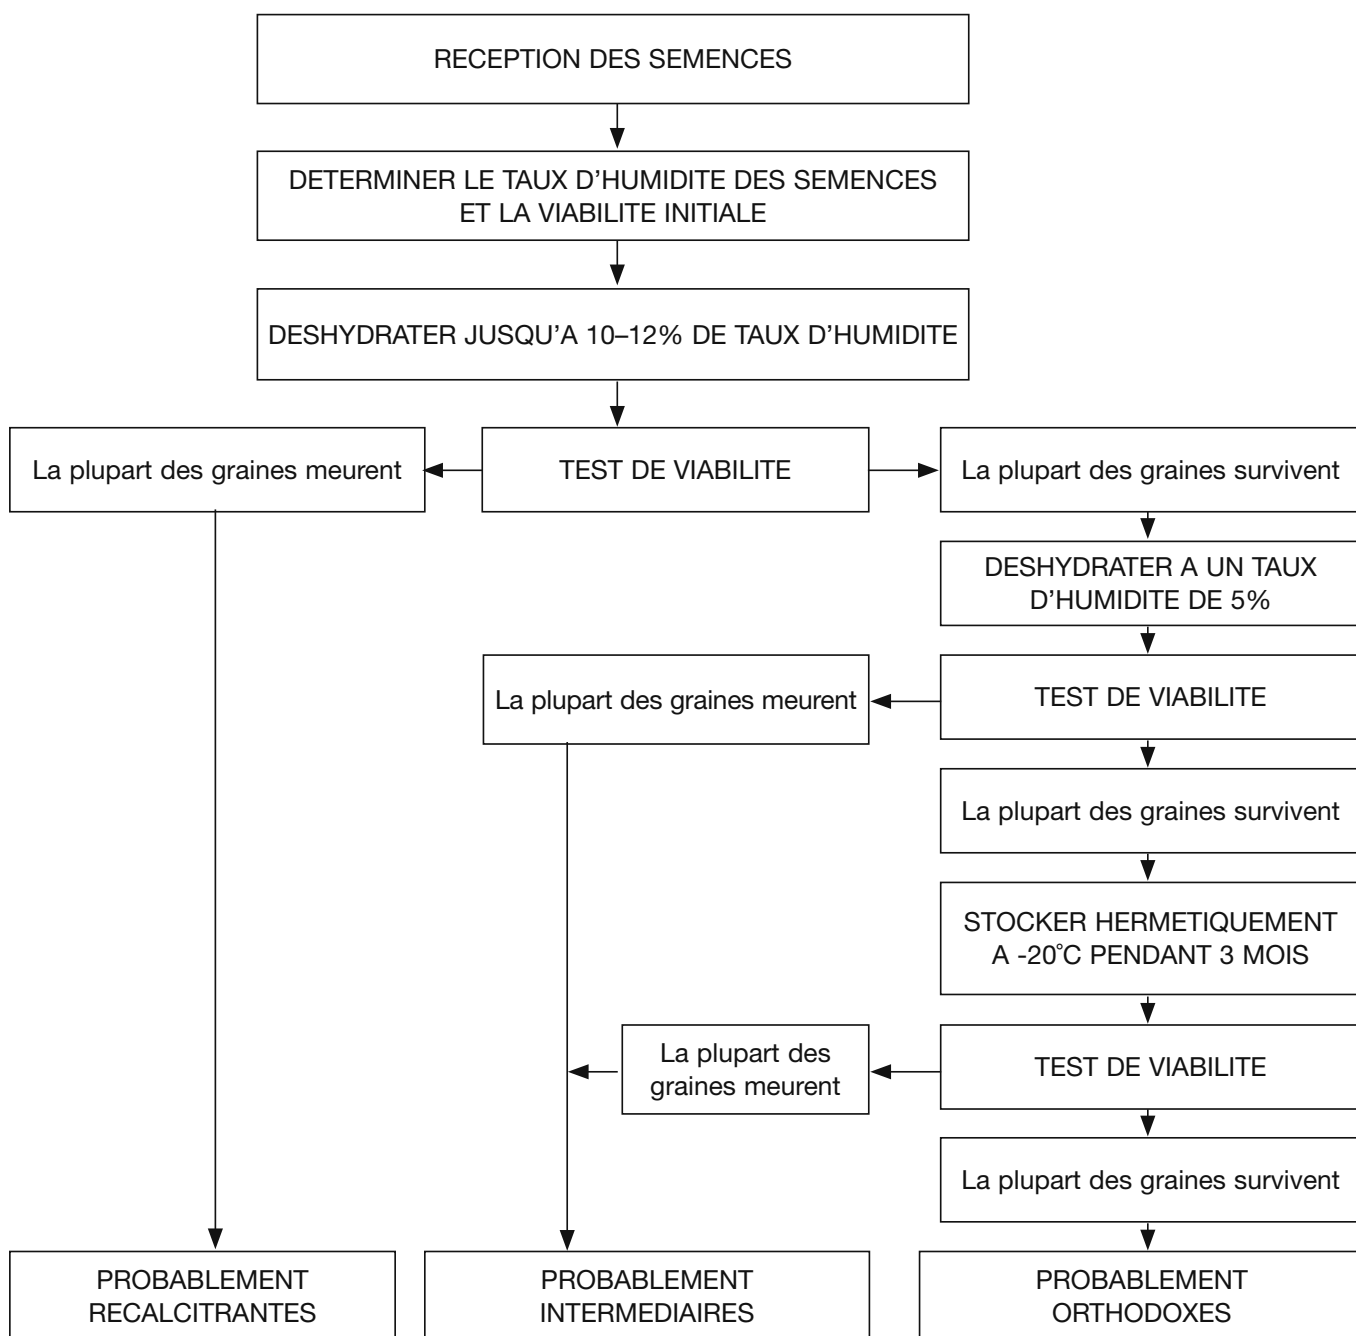 RECEPTION DES SEMENCES
DETERMINER LE TAUX D'HUMIDITE DES SEMENCES
ET LA VIABILITE INITIALE
DESHYDRATER JUSQU'A 10–12% DE TAUX D'HUMIDITE
La plupart des graines meurent
TEST DE VIABILITE
La plupart des graines survivent
DESHYDRATER A UN TAUX
D'HUMIDITE DE 5%
La plupart des graines meurent
TEST DE VIABILITE
La plupart des graines survivent
STOCKER HERMETIQUEMENT
A -20°C PENDANT 3 MOIS
La plupart des
graines meurent
TEST DE VIABILITE
La plupart des graines survivent
PROBABLEMENT
RECALCITRANTES
PROBABLEMENT
INTERMEDIAIRES
PROBABLEMENT
ORTHODOXES